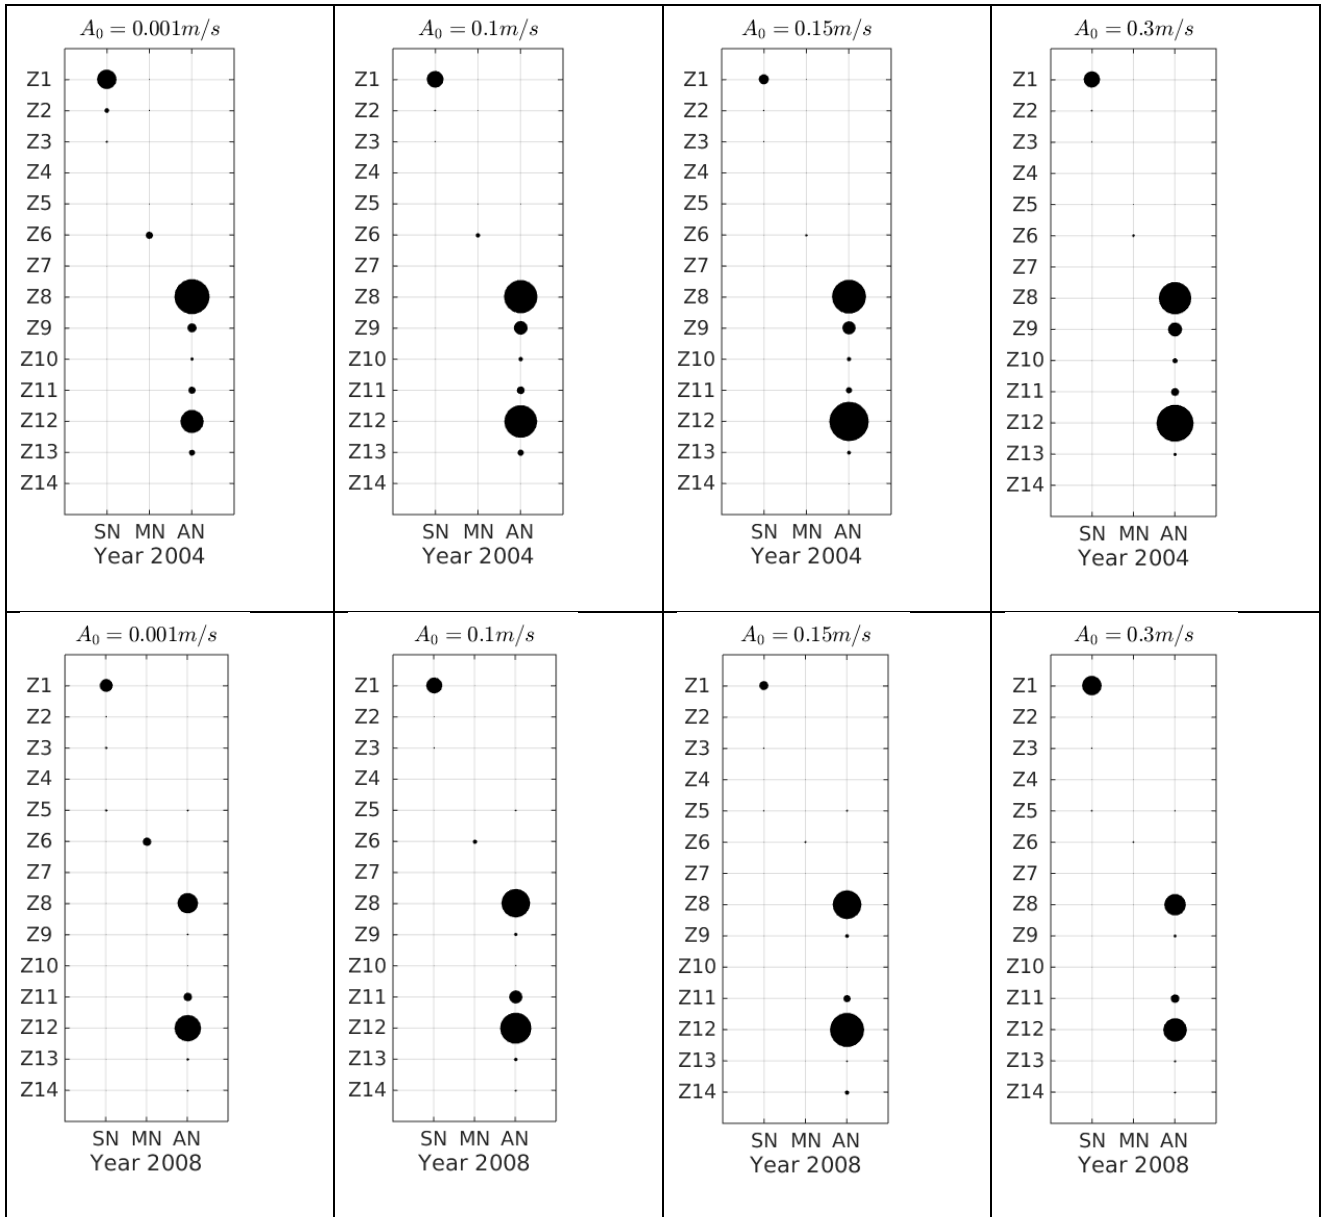 A₀ = 0.001m/s
Z1
Z2
Z3
Z4
Z5
Z6
Z7
Z8
Z9
Z10
Z11
Z12
Z13
Z14
SN MN AN
Year 2004
A₀ = 0.1m/s
Z1
Z2
Z3
Z4
Z5
Z6
Z7
Z8
Z9
Z10
Z11
Z12
Z13
Z14
SN MN AN
Year 2004
A₀ = 0.15m/s
Z1
Z2
Z3
Z4
Z5
Z6
Z7
Z8
Z9
Z10
Z11
Z12
Z13
Z14
SN MN AN
Year 2004
A₀ = 0.3m/s
Z1
Z2
Z3
Z4
Z5
Z6
Z7
Z8
Z9
Z10
Z11
Z12
Z13
Z14
SN MN AN
Year 2004
A₀ = 0.001m/s
Z1
Z2
Z3
Z4
Z5
Z6
Z7
Z8
Z9
Z10
Z11
Z12
Z13
Z14
SN MN AN
Year 2008
A₀ = 0.1m/s
Z1
Z2
Z3
Z4
Z5
Z6
Z7
Z8
Z9
Z10
Z11
Z12
Z13
Z14
SN MN AN
Year 2008
A₀ = 0.15m/s
Z1
Z2
Z3
Z4
Z5
Z6
Z7
Z8
Z9
Z10
Z11
Z12
Z13
Z14
SN MN AN
Year 2008
A₀ = 0.3m/s
Z1
Z2
Z3
Z4
Z5
Z6
Z7
Z8
Z9
Z10
Z11
Z12
Z13
Z14
SN MN AN
Year 2008